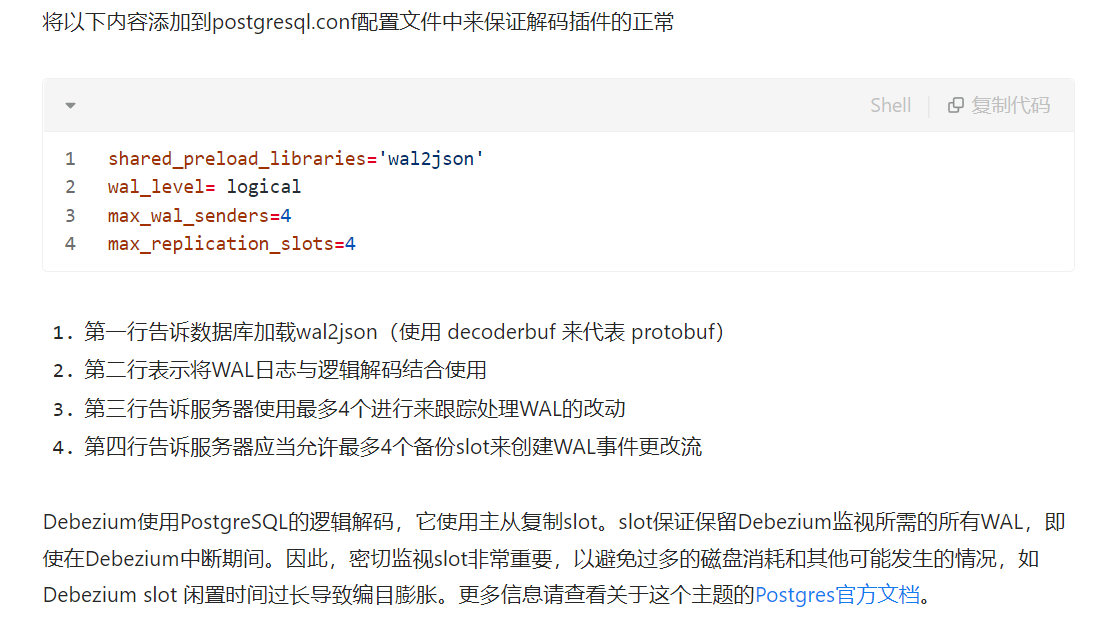 将以下内容添加到postgresql.conf配置文件中来保证解码插件的正常
Shell 复制代码
1 shared_preload_libraries='wal2json'
2 wal_level= logical
3 max_wal_senders=4
4 max_replication_slots=4
1. 第一行告诉数据库加载wal2json（使用 decoderbuf 来代表 protobuf）
2. 第二行表示将WAL日志与逻辑解码结合使用
3. 第三行告诉服务器使用最多4个进行来跟踪处理WAL的改动
4. 第四行告诉服务器应当允许最多4个备份slot来创建WAL事件更改流
Debezium使用PostgreSQL的逻辑解码，它使用主从复制slot。slot保证保留Debezium监视所需的所有WAL，即
使在Debezium中断期间。因此，密切监视slot非常重要，以避免过多的磁盘消耗和其他可能发生的情况，如
Debezium slot 闲置时间过长导致编目膨胀。更多信息请查看关于这个主题的Postgres官方文档。